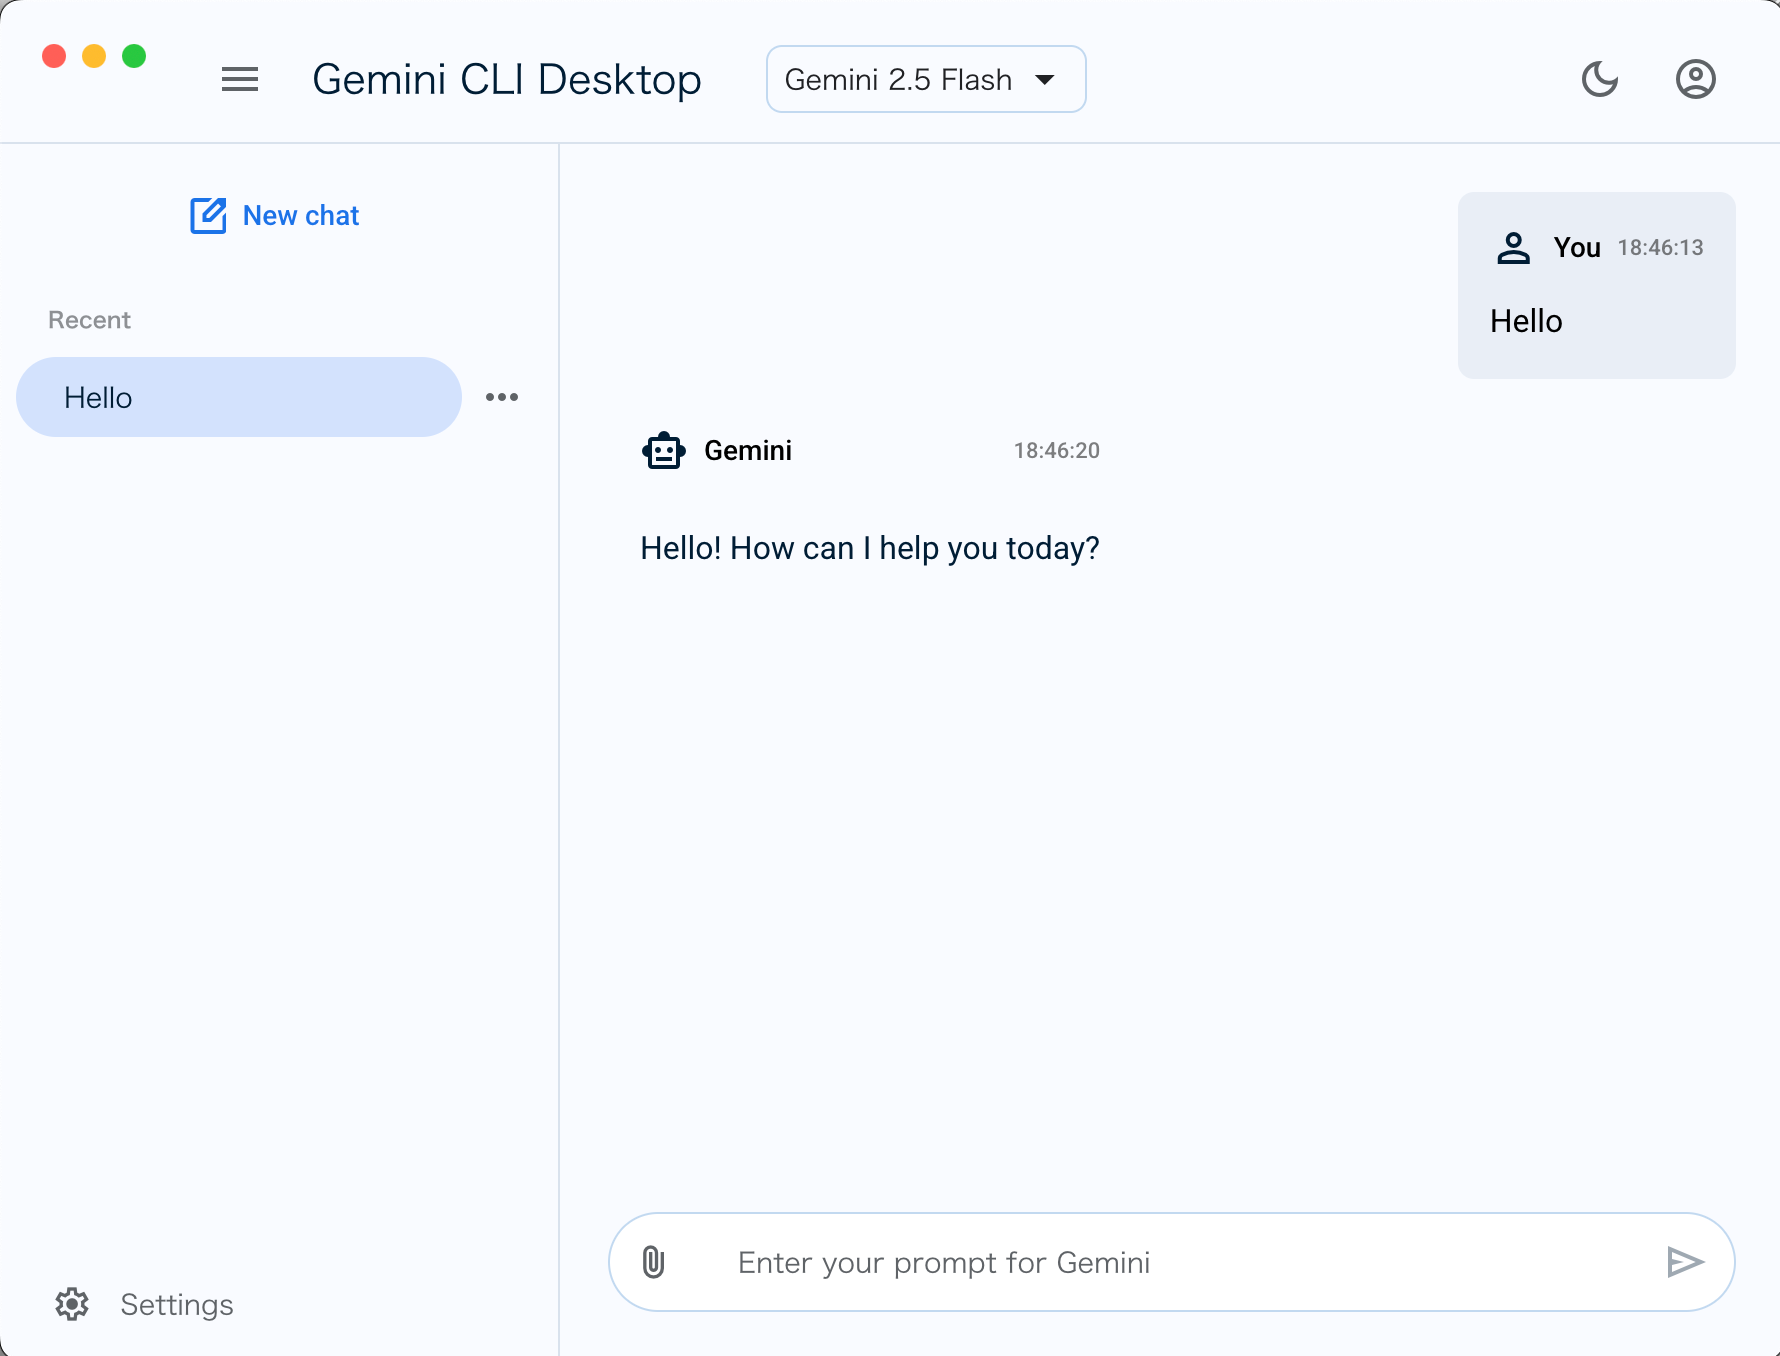 Gemini CLI Desktop
Gemini 2.5 Flash
New chat
Recent
Hello
Settings
You 18:46:13
Hello
Gemini 18:46:20
Hello! How can I help you today?
Enter your prompt for Gemini